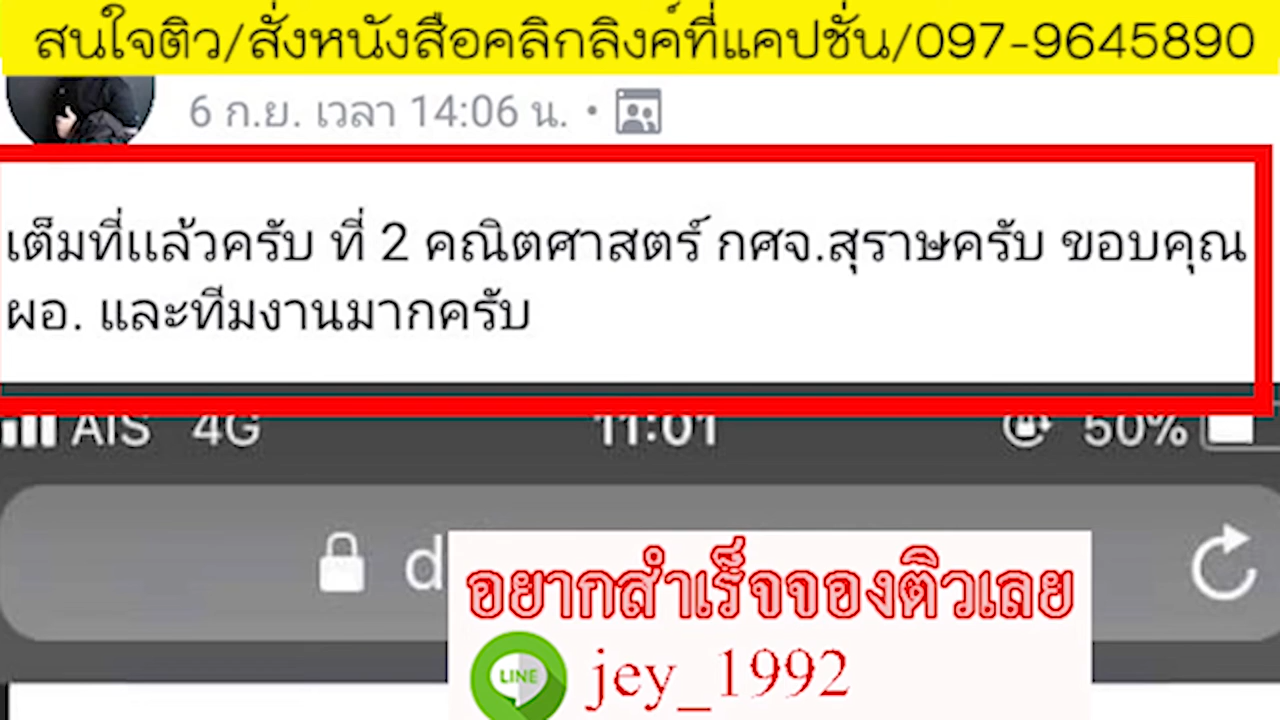 สนใจติว/สั่งหนังสือคลิกลิงค์ที่แคปชั่น/097-9645890
6 ก.ย. เวลา 14:06 น. •
เต็มที่แล้วครับ ที่ 2 คณิตศาสตร์ กศจ.สุราษครับ ขอบคุณ
ผอ. และทีมงานมากครับ
AIS 4G 11:01 50%
d
อยากสำเร็จจองติวเลย
LINE jey_1992